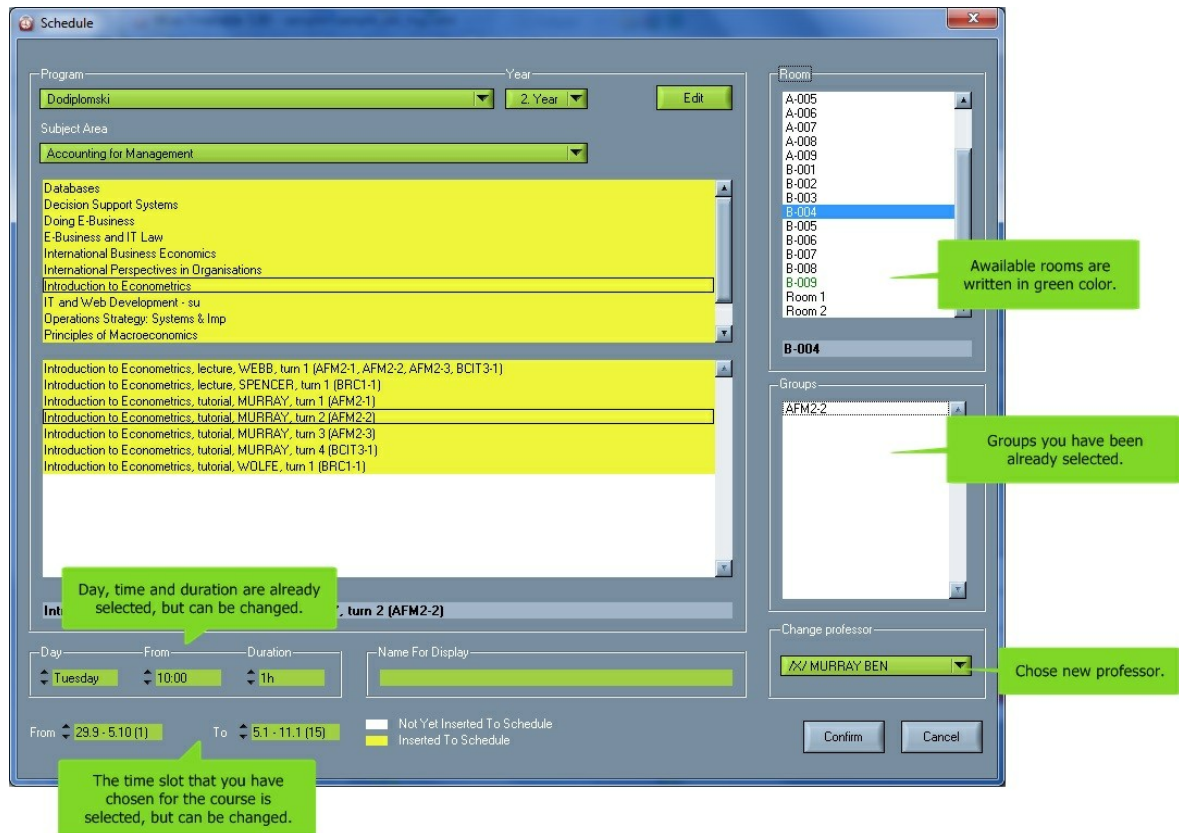 Schedule
Program
Year
Dodiplomski
2. Year
Edit
Subject Area
Accounting for Management
Databases
Decision Support Systems
Doing E-Business
E-Business and IT Law
International Business Economics
International Perspectives in Organisations
Introduction to Econometrics
IT and Web Development - su
Operations Strategy: Systems & Imp
Principles of Macroeconomics
Introduction to Econometrics, lecture, WEBB, turn 1 (AFM2-1, AFM2-2, AFM2-3, BCIT3-1)
Introduction to Econometrics, lecture, SPENCER, turn 1 (BRC1-1)
Introduction to Econometrics, tutorial, MURRAY, turn 1 (AFM2-1)
Introduction to Econometrics, tutorial, MURRAY, turn 2 (AFM2-2)
Introduction to Econometrics, tutorial, MURRAY, turn 3 (AFM2-3)
Introduction to Econometrics, tutorial, MURRAY, turn 4 (BCIT3-1)
Introduction to Econometrics, tutorial, WOLFE, turn 1 (BRC1-1)
Day, time and duration are already
selected, but can be changed.
, turn 2 (AFM2-2)
Day
From
Duration
Tuesday
10:00
1h
Name For Display
From
29.9 - 5.10 (1)
To
5.1 - 11.1 (15)
Not Yet Inserted To Schedule
Inserted To Schedule
The time slot that you have
chosen for the course is
selected, but can be changed.
Room
A-005
A-006
A-007
A-008
A-009
B-001
B-002
B-003
B-004
B-005
B-006
B-007
B-008
B-009
Room 1
Room 2
Awailable rooms are
written in green color.
B-004
Groups
AFM2-2
Groups you have been
already selected.
Change professor
/X/ MURRAY BEN
Chose new professor.
Confirm
Cancel